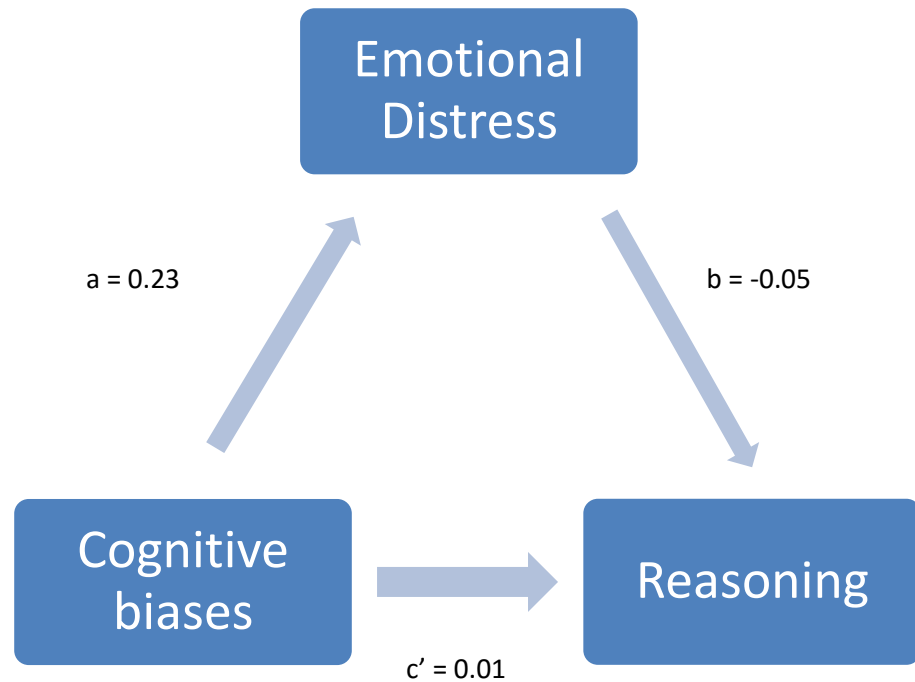 Emotional
Distress
a = 0.23
b = -0.05
Cognitive
biases
Reasoning
c’ = 0.01